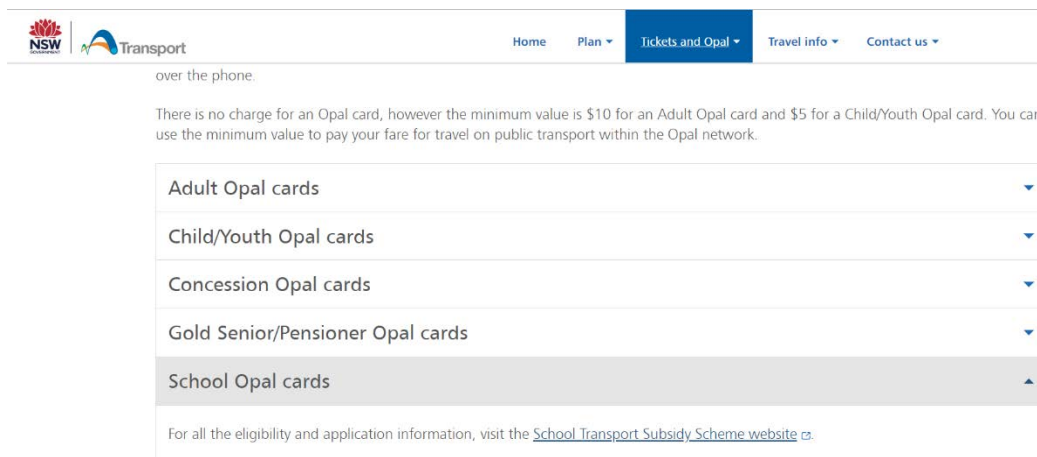 NSW
GOVERNMENT
Transport
Home Plan Tickets and Opal Travel info Contact us
over the phone.
There is no charge for an Opal card, however the minimum value is $10 for an Adult Opal card and $5 for a Child/Youth Opal card. You can
use the minimum value to pay your fare for travel on public transport within the Opal network.
Adult Opal cards
Child/Youth Opal cards
Concession Opal cards
Gold Senior/Pensioner Opal cards
School Opal cards
For all the eligibility and application information, visit the School Transport Subsidy Scheme website.